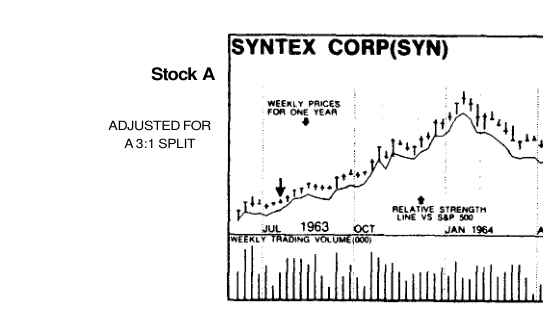 SYNTEX CORP(SYN)
Stock A
WEEKLY PRICES
FOR ONE YEAR
ADJUSTED FOR
A 3:1 SPLIT
RELATIVE STRENGTH
LINE VS S&P 500
JUL 1963 OCT JAN 1964 A
WEEKLY TRADING VOLUME(000)